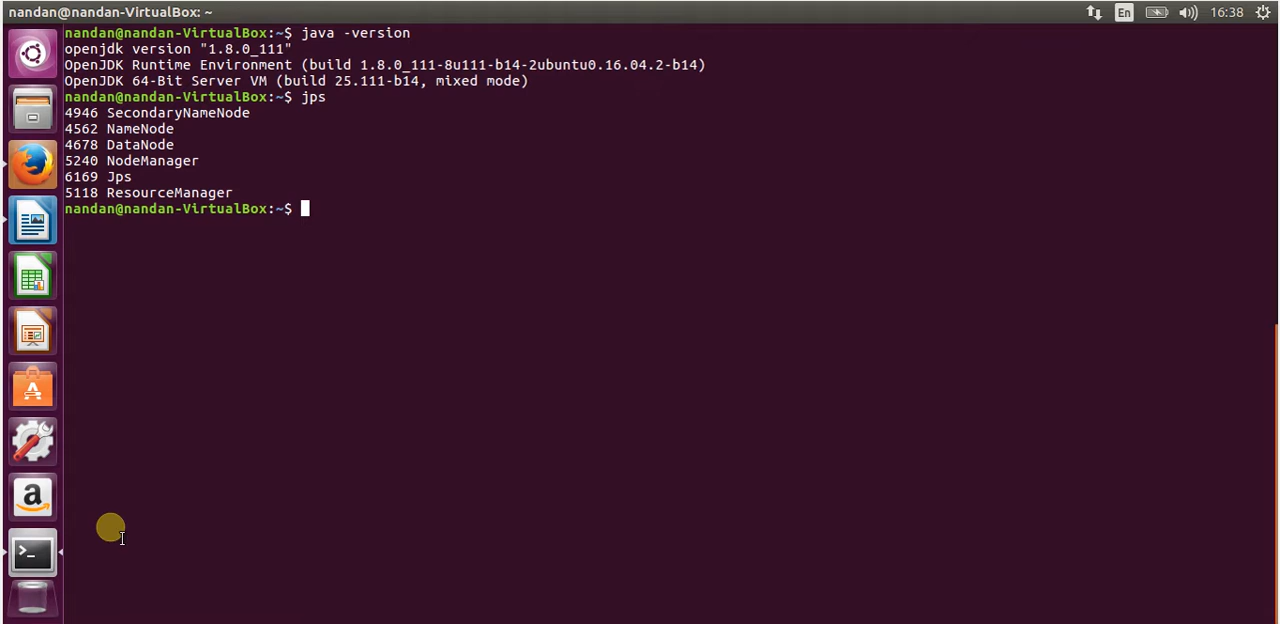 nandan@nandan-VirtualBox: ~
En
16:38
nandan@nandan-VirtualBox:~$ java -version
openjdk version "1.8.0_111"
OpenJDK Runtime Environment (build 1.8.0_111-8u111-b14-2ubuntu0.16.04.2-b14)
OpenJDK 64-Bit Server VM (build 25.111-b14, mixed mode)
nandan@nandan-VirtualBox:~$ jps
4946 SecondaryNameNode
4562 NameNode
4678 DataNode
5240 NodeManager
6169 Jps
5118 ResourceManager
nandan@nandan-VirtualBox:~$